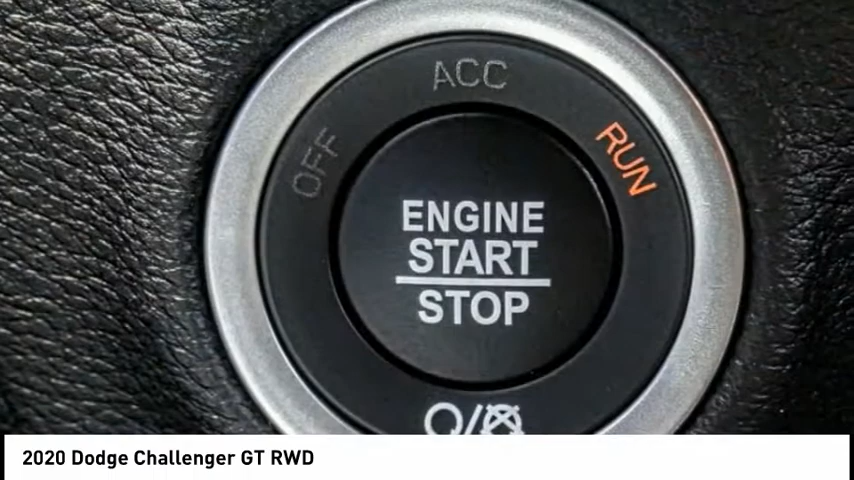 ACC
OFF
RUN
ENGINE
START
STOP
2020 Dodge Challenger GT RWD